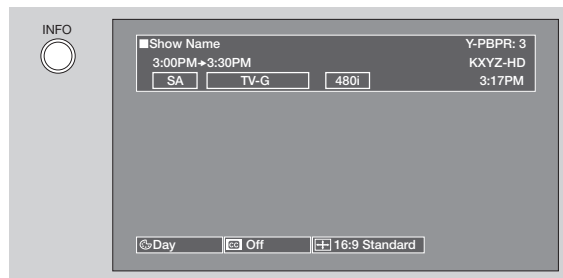 INFO
■Show Name Y-PBPR: 3
3:00PM➔3:30PM KXYZ-HD
SA TV-G 480i 3:17PM
Day CC Off 16:9 Standard